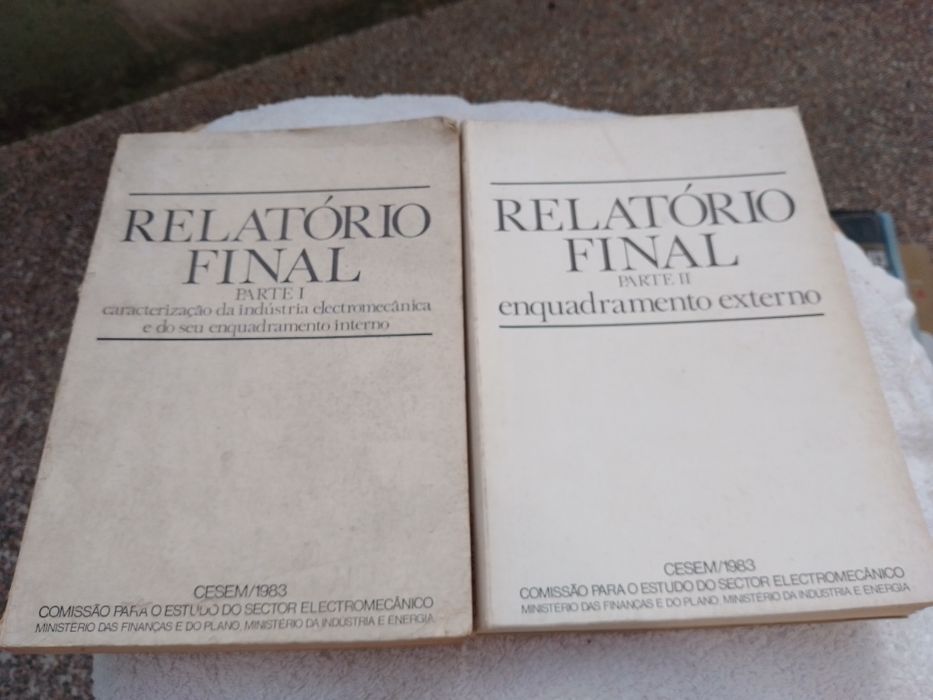 RELATÓRIO
FINAL
PARTE I
caracterização da indústria electromecânica
e do seu enquadramento interno
CESEM/1983
COMISSÃO PARA O ESTUDO DO SECTOR ELECTROMECÂNICO
MINISTÉRIO DAS FINANÇAS E DO PLANO, MINISTÉRIO DA INDÚSTRIA E ENERGIA
RELATÓRIO
FINAL
PARTE II
enquadramento externo
CESEM/1983
COMISSÃO PARA O ESTUDO DO SECTOR ELECTROMECÂNICO
MINISTÉRIO DAS FINANÇAS E DO PLANO, MINISTÉRIO DA INDÚSTRIA E ENERGIA